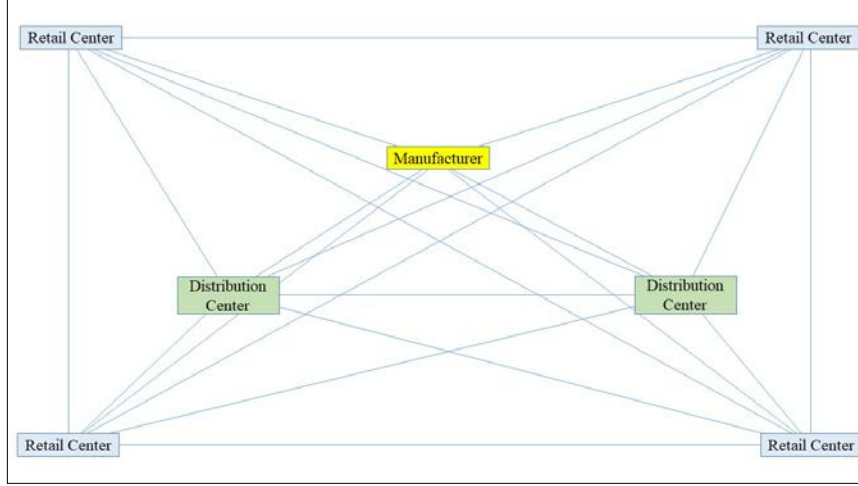 Retail Center
Retail Center
Manufacturer
Distribution
Center
Distribution
Center
Retail Center
Retail Center